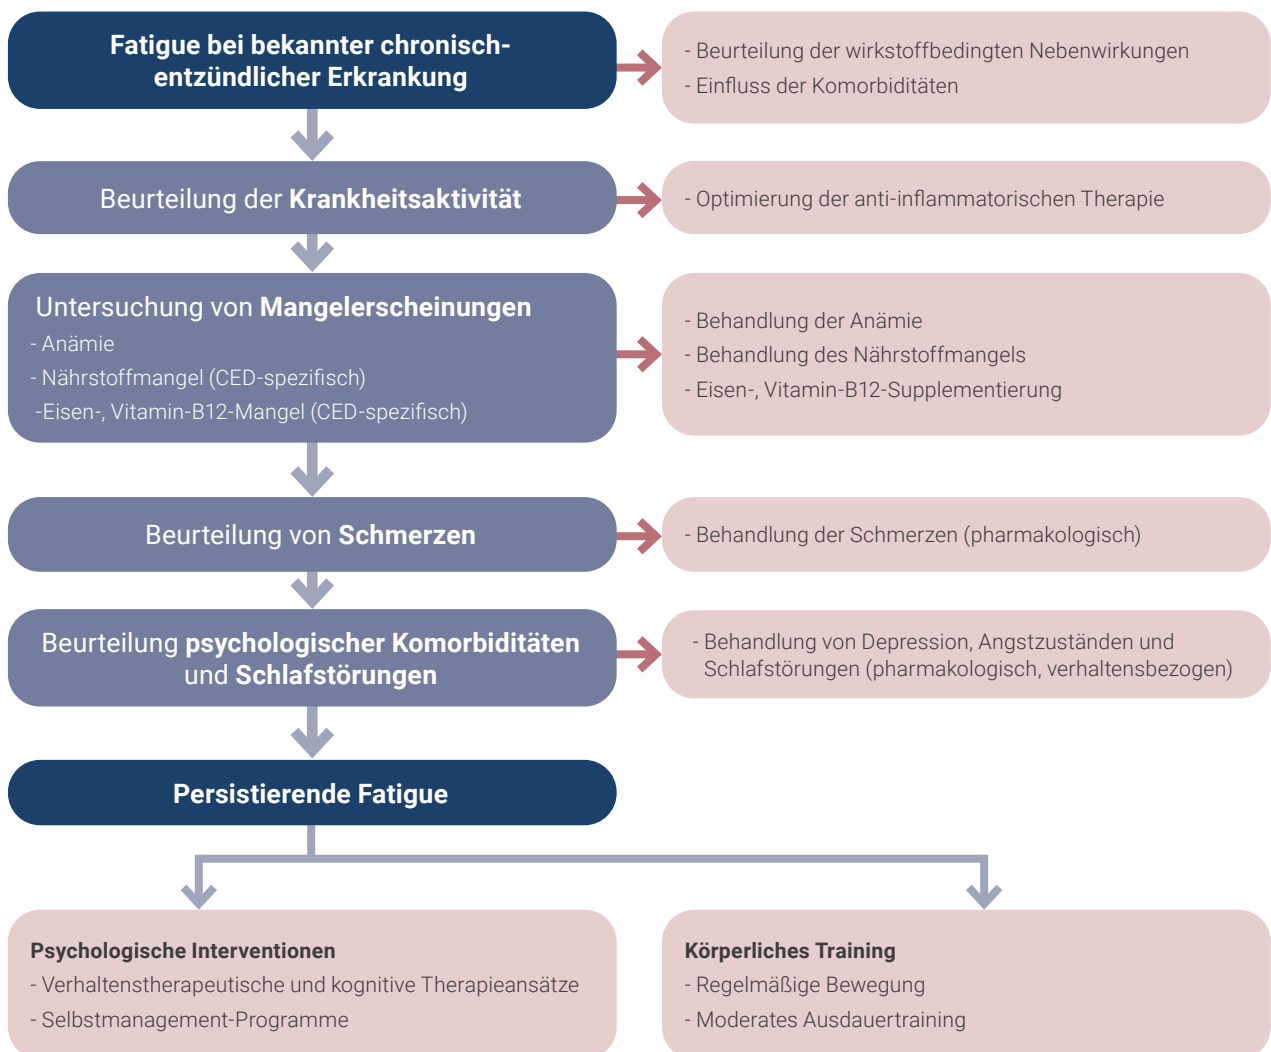 Fatigue bei bekannter chronisch-
entzündlicher Erkrankung
- Beurteilung der wirkstoffbedingten Nebenwirkungen
- Einfluss der Komorbiditäten
Beurteilung der Krankheitsaktivität
- Optimierung der anti-inflammatorischen Therapie
Untersuchung von Mangelerscheinungen
- Anämie
- Nährstoffmangel (CED-spezifisch)
-Eisen-, Vitamin-B12-Mangel (CED-spezifisch)
- Behandlung der Anämie
- Behandlung des Nährstoffmangels
- Eisen-, Vitamin-B12-Supplementierung
Beurteilung von Schmerzen
- Behandlung der Schmerzen (pharmakologisch)
Beurteilung psychologischer Komorbiditäten
und Schlafstörungen
- Behandlung von Depression, Angstzuständen und
Schlafstörungen (pharmakologisch, verhaltensbezogen)
Persistierende Fatigue
Psychologische Interventionen
- Verhaltenstherapeutische und kognitive Therapieansätze
- Selbstmanagement-Programme
Körperliches Training
- Regelmäßige Bewegung
- Moderates Ausdauertraining